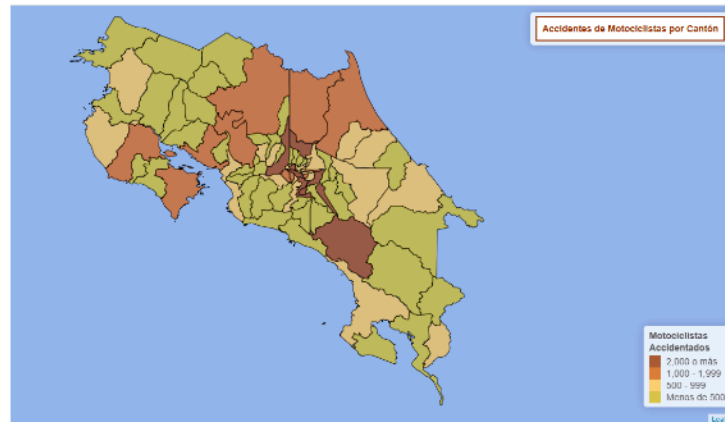 Accidentes de Motociclistas por Cantón
Motociclistas
Accidentados
2,000 o más
1,000 - 1,999
500 - 999
Menos de 500